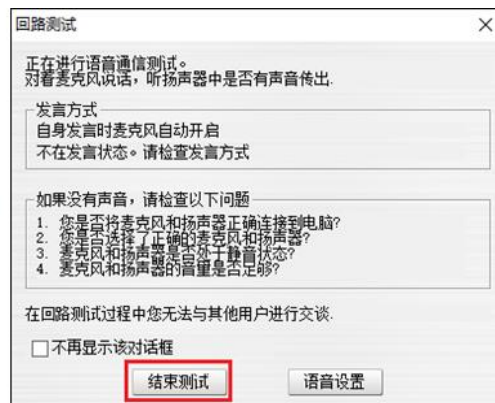 回路测试
正在进行语音通信测试。
对着麦克风说话，听扬声器中是否有声音传出.
发言方式
自身发言时麦克风自动开启
不在发言状态。请检查发言方式
如果没有声音，请检查以下问题
1. 您是否将麦克风和扬声器正确连接到电脑?
2. 您是否选择了正确的麦克风和扬声器?
3. 麦克风和扬声器是否处于静音状态?
4. 麦克风和扬声器的音量是否足够?
在回路测试过程中您无法与其他用户进行交谈.
不再显示该对话框
结束测试 语音设置